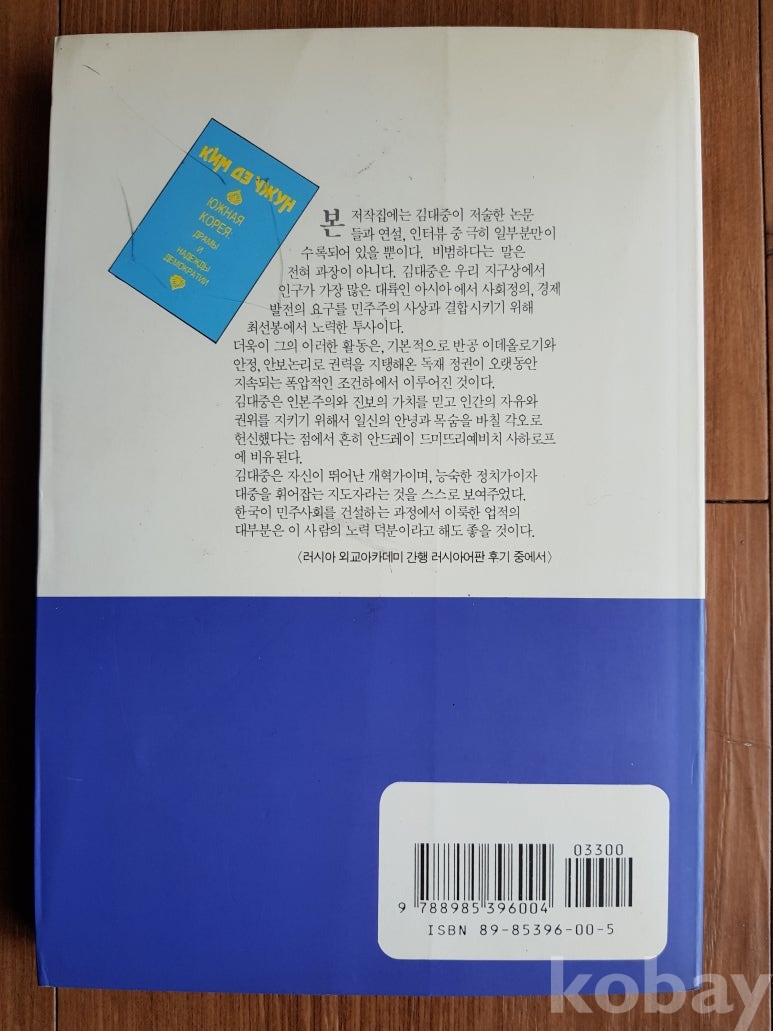 КИМ ДЭ ЧЖУН
ЮЖНАЯ
КОРЕЯ:
ДРАМЫ
И
НАДЕЖДЫ
ДЕМОКРАТИИ
본 저작집에는 김대중이 저술한 논문
들과 연설, 인터뷰 중 극히 일부분만이
수록되어 있을 뿐이다. 비범하다는 말은
전혀 과장이 아니다. 김대중은 우리 지구상에서
인구가 가장 많은 대륙인 아시아에서 사회정의, 경제
발전의 요구를 민주주의 사상과 결합시키기 위해
최선봉에서 노력한 투사이다.
더욱이 그의 이러한 활동은, 기본적으로 반공 이데올로기와
안정, 안보논리로 권력을 지탱해온 독재 정권이 오랫동안
지속되는 폭압적인 조건하에서 이루어진 것이다.
김대중은 인본주의와 진보의 가치를 믿고 인간의 자유와
권위를 지키기 위해서 일신의 안녕과 목숨을 바칠 각오로
헌신했다는 점에서 흔히 안드레이 드미뜨리예비치 사하로프
에 비유된다.
김대중은 자신이 뛰어난 개혁가이며, 능숙한 정치가이자
대중을 휘어잡는 지도자라는 것을 스스로 보여주었다.
한국이 민주사회를 건설하는 과정에서 이룩한 업적의
대부분은 이 사람의 노력 덕분이라고 해도 좋을 것이다.
〈러시아 외교아카데미 간행 러시아어판 후기 중에서〉
03300
9 788985 396004
ISBN 89-85396-00-5
kobay